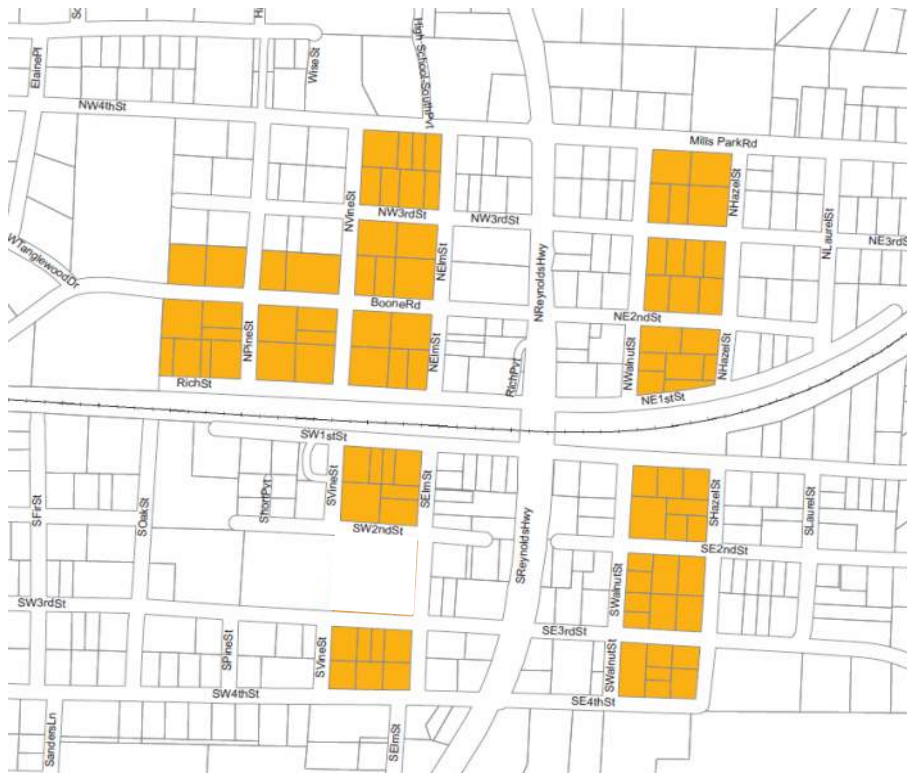 ElainePl
WiseSt
High School-SouthPvt
NW4thSt
Mills ParkRd
NVineSt
NHazelSt
NW3rdSt
NW3rdSt
NLaurelSt
NE3rdSt
WTanglewoodDr
NElmSt
NReynoldsHwy
BooneRd
NE2ndSt
NPineSt
NElmSt
RichPvt
NWalnutSt
NHazelSt
RichSt
NE1stSt
SW1stSt
SFirSt
SOakSt
ShortPvt
SVineSt
SElmSt
SReynoldsHwy
SHazelSt
SLaurelSt
SW2ndSt
SE2ndSt
SWalnutSt
SW3rdSt
SE3rdSt
SPineSt
SVineSt
SWalnutSt
SW4thSt
SE4thSt
SandersLn
SElmSt